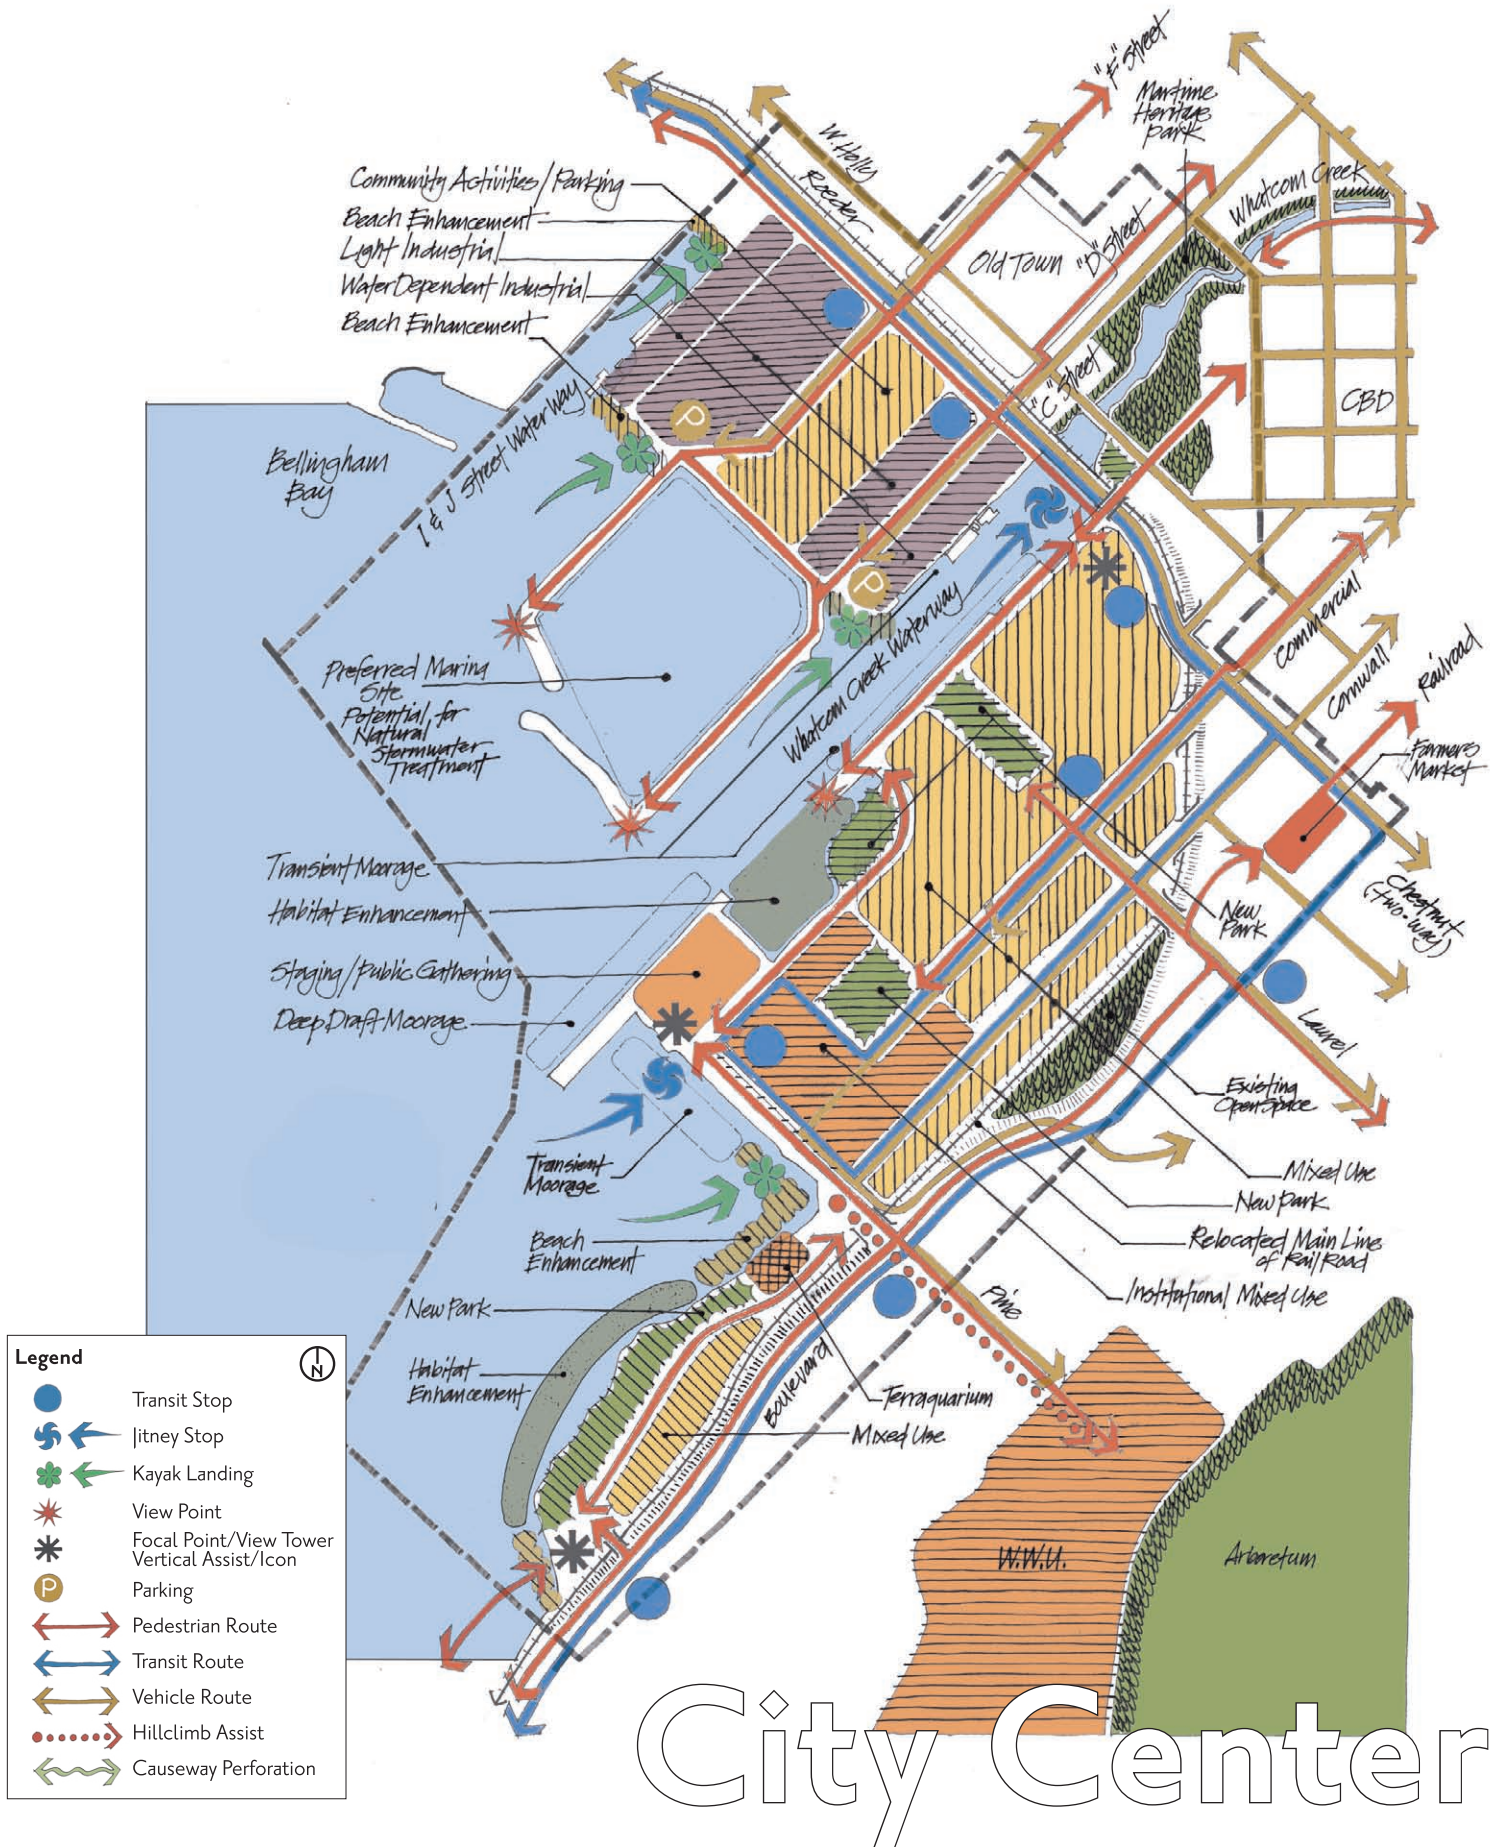 "F" Street
Maritime
Heritage
Park
W. Holly
Roeder
Whatcom Creek
Community Activities/Parking
Beach Enhancement
Light Industrial
Water Dependent Industrial
Beach Enhancement
Old Town
"D" Street
"C" Street
CBD
P
Bellingham
Bay
I & J Street Waterway
P
Whatcom Creek Waterway
Commercial
Cornwall
Railroad
Farmers
Market
Preferred Marina
Site
Potential for
Natural
Stormwater
Treatment
Transient Moorage
Habitat Enhancement
New
Park
Chestnut
(two-way)
Staging/Public Gathering
Deep Draft Moorage
Laurel
Existing
Open Space
Transient
Moorage
Mixed Use
New Park
Relocated Main Line
of Rail Road
Institutional Mixed Use
Beach
Enhancement
New Park
Pine
Habitat
Enhancement
Boulevard
Terraquarium
Mixed Use
W.W.U.
Arboretum
Legend
N
Transit Stop
Jitney Stop
Kayak Landing
View Point
Focal Point/View Tower
Vertical Assist/Icon
P
Parking
Pedestrian Route
Transit Route
Vehicle Route
Hillclimb Assist
Causeway Perforation
City Center